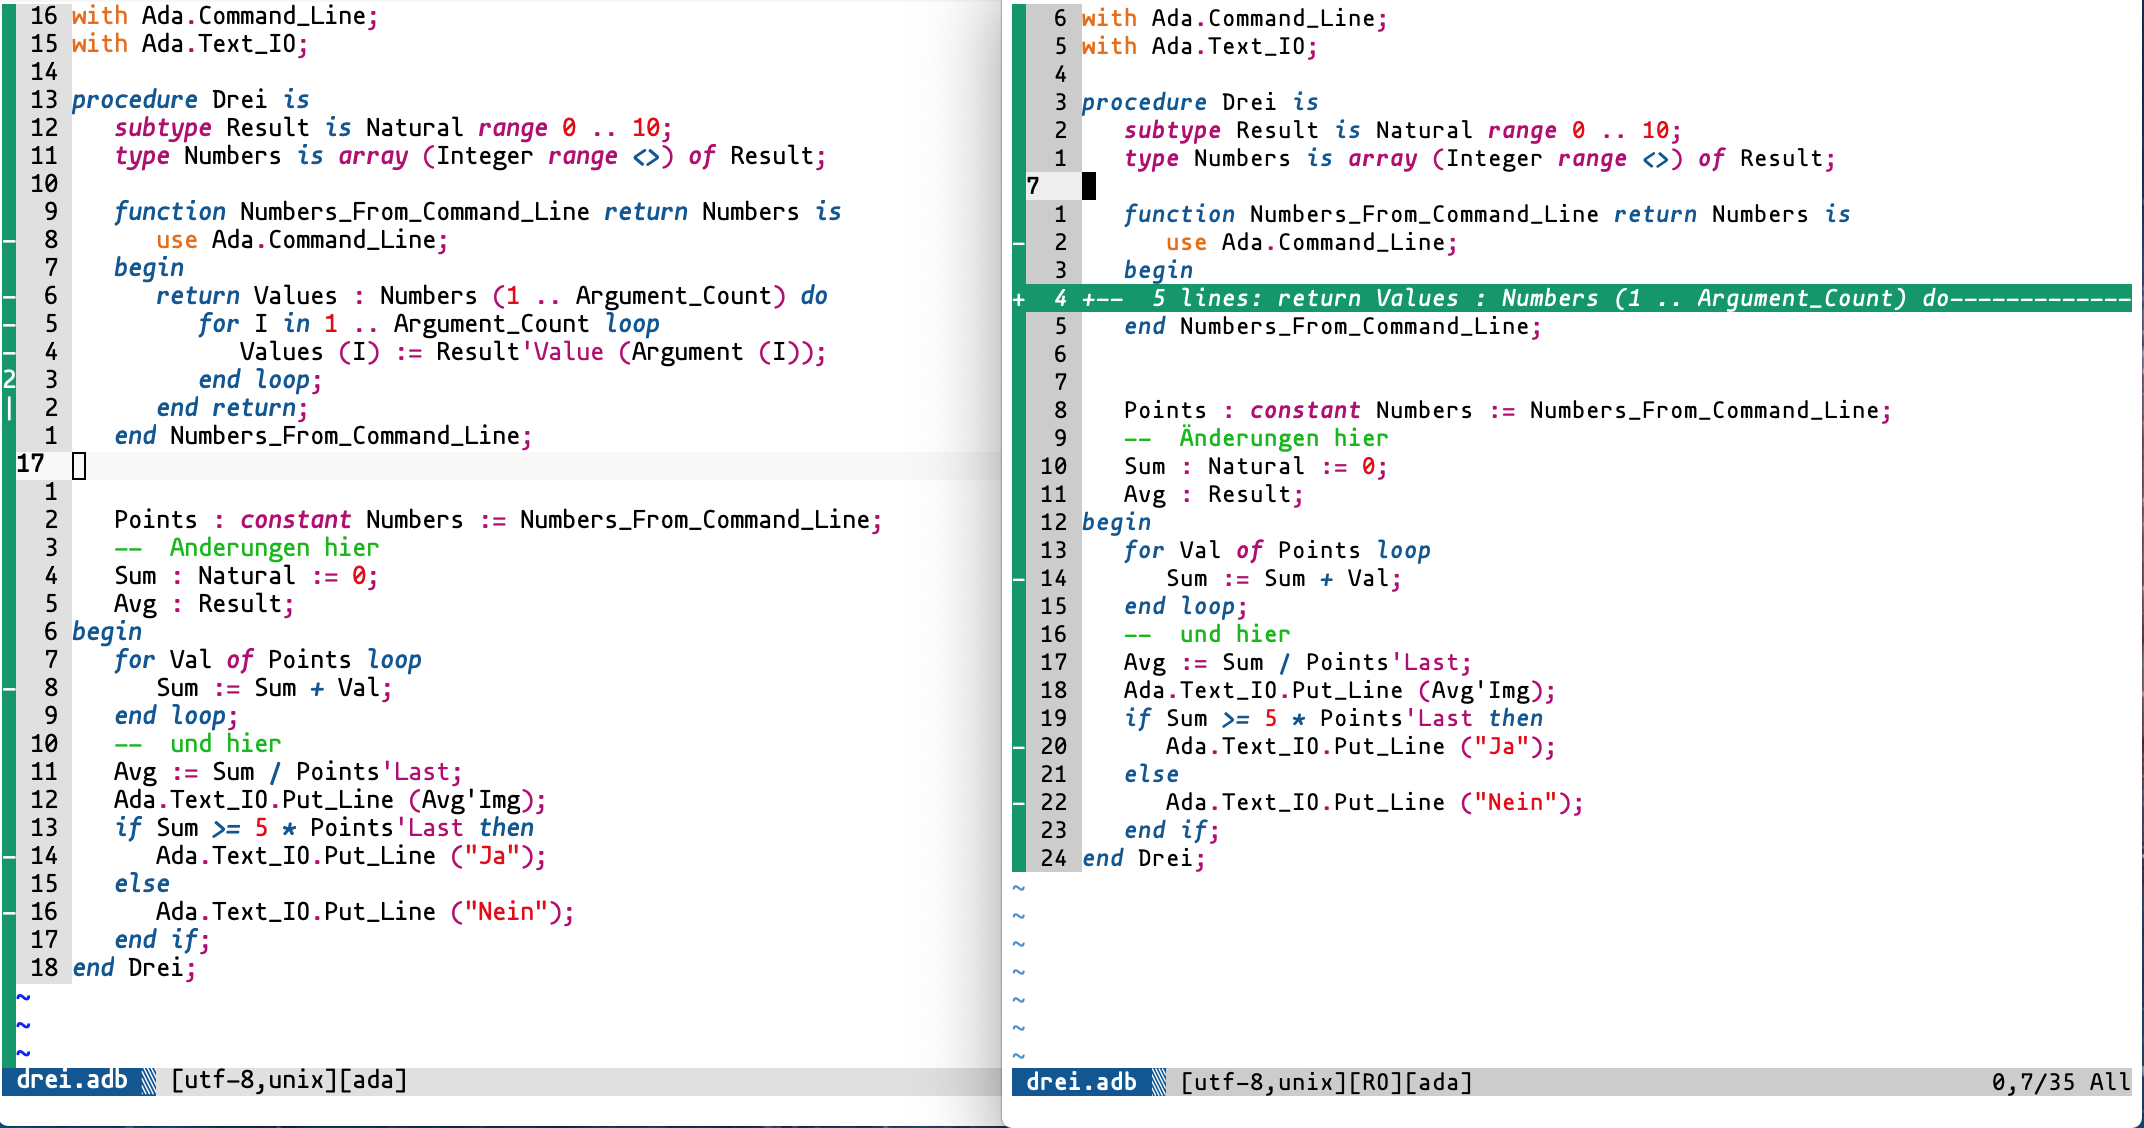 16 with Ada.Command_Line;
15 with Ada.Text_IO;
14
13 procedure Drei is
12    subtype Result is Natural range 0 .. 10;
11    type Numbers is array (Integer range <>) of Result;
10
9    function Numbers_From_Command_Line return Numbers is
- 8       use Ada.Command_Line;
7    begin
- 6       return Values : Numbers (1 .. Argument_Count) do
- 5          for I in 1 .. Argument_Count loop
- 4             Values (I) := Result'Value (Argument (I));
2 3          end loop;
| 2       end return;
1    end Numbers_From_Command_Line;
17
1
2    Points : constant Numbers := Numbers_From_Command_Line;
3    --  Anderungen hier
4    Sum : Natural := 0;
5    Avg : Result;
6 begin
7    for Val of Points loop
- 8       Sum := Sum + Val;
9    end loop;
10    --  und hier
11    Avg := Sum / Points'Last;
12    Ada.Text_IO.Put_Line (Avg'Img);
13    if Sum >= 5 * Points'Last then
- 14       Ada.Text_IO.Put_Line ("Ja");
15    else
- 16       Ada.Text_IO.Put_Line ("Nein");
17    end if;
18 end Drei;
~
~
~
drei.adb [utf-8,unix][ada]
6 with Ada.Command_Line;
5 with Ada.Text_IO;
4
3 procedure Drei is
2    subtype Result is Natural range 0 .. 10;
1    type Numbers is array (Integer range <>) of Result;
7
1    function Numbers_From_Command_Line return Numbers is
- 2       use Ada.Command_Line;
3    begin
+ 4 +--  5 lines: return Values : Numbers (1 .. Argument_Count) do-------------
5    end Numbers_From_Command_Line;
6
7
8    Points : constant Numbers := Numbers_From_Command_Line;
9    --  Änderungen hier
10    Sum : Natural := 0;
11    Avg : Result;
12 begin
13    for Val of Points loop
- 14       Sum := Sum + Val;
15    end loop;
16    --  und hier
17    Avg := Sum / Points'Last;
18    Ada.Text_IO.Put_Line (Avg'Img);
19    if Sum >= 5 * Points'Last then
- 20       Ada.Text_IO.Put_Line ("Ja");
21    else
- 22       Ada.Text_IO.Put_Line ("Nein");
23    end if;
24 end Drei;
~
~
~
~
~
~
~
drei.adb [utf-8,unix][RO][ada] 0,7/35 All